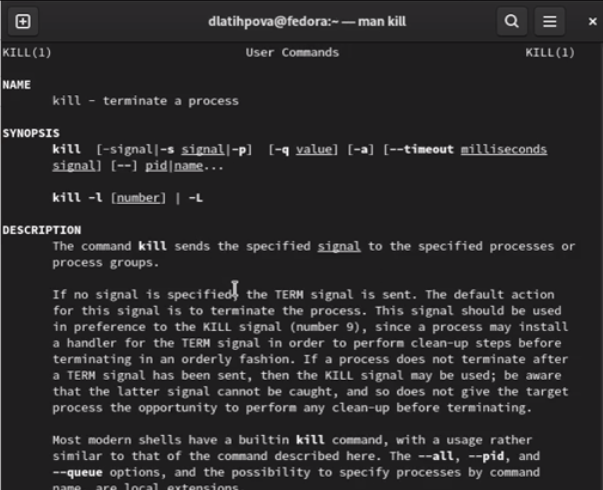 dlatihpova@fedora:~ — man kill
KILL(1) User Commands KILL(1)
NAME
kill - terminate a process
SYNOPSIS
kill [-signal|-s signal|-p] [-q value] [-a] [--timeout milliseconds
signal] [--] pid|name...
kill -l [number] | -L
DESCRIPTION
The command kill sends the specified signal to the specified processes or
process groups.
If no signal is specified, the TERM signal is sent. The default action
for this signal is to terminate the process. This signal should be used
in preference to the KILL signal (number 9), since a process may install
a handler for the TERM signal in order to perform clean-up steps before
terminating in an orderly fashion. If a process does not terminate after
a TERM signal has been sent, then the KILL signal may be used; be aware
that the latter signal cannot be caught, and so does not give the target
process the opportunity to perform any clean-up before terminating.
Most modern shells have a builtin kill command, with a usage rather
similar to that of the command described here. The --all, --pid, and
--queue options, and the possibility to specify processes by command
name, are local extensions.